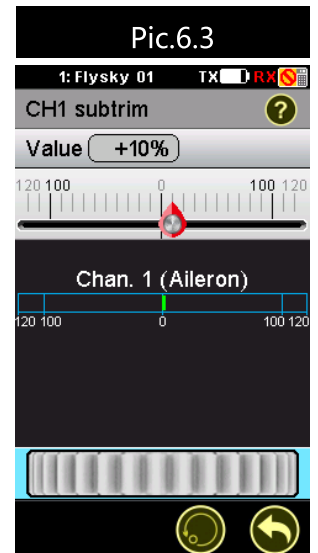 Pic.6.3
1: Flysky 01 TX RX
CH1 subtrim ?
Value +10%
120 100 0 100 120
Chan. 1 (Aileron)
120 100 0 100 120